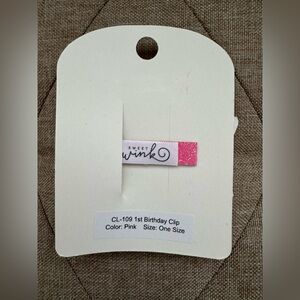 SWEET
wink
CL-109 1st Birthday Clip
Color: Pink Size: One Size